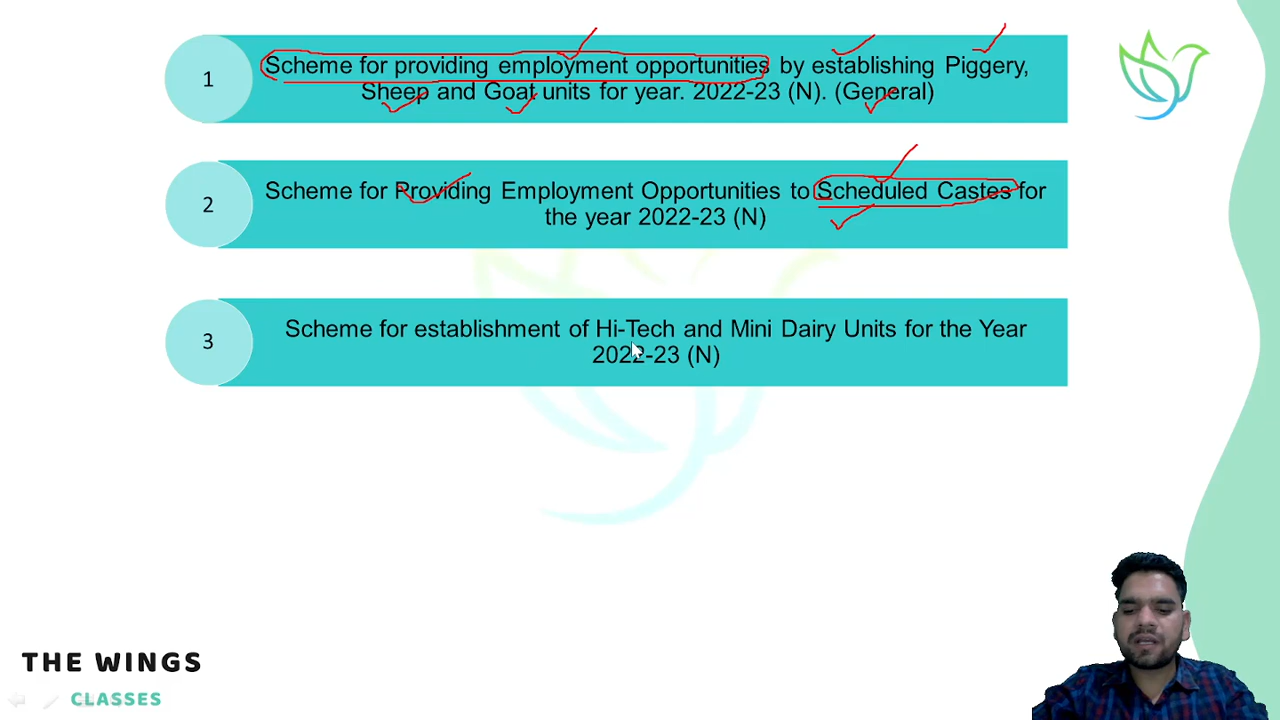 1
Scheme for providing employment opportunities by establishing Piggery,
Sheep and Goat units for year. 2022-23 (N). (General)
2
Scheme for Providing Employment Opportunities to Scheduled Castes for
the year 2022-23 (N)
3
Scheme for establishment of Hi-Tech and Mini Dairy Units for the Year
2022-23 (N)
THE WINGS
CLASSES